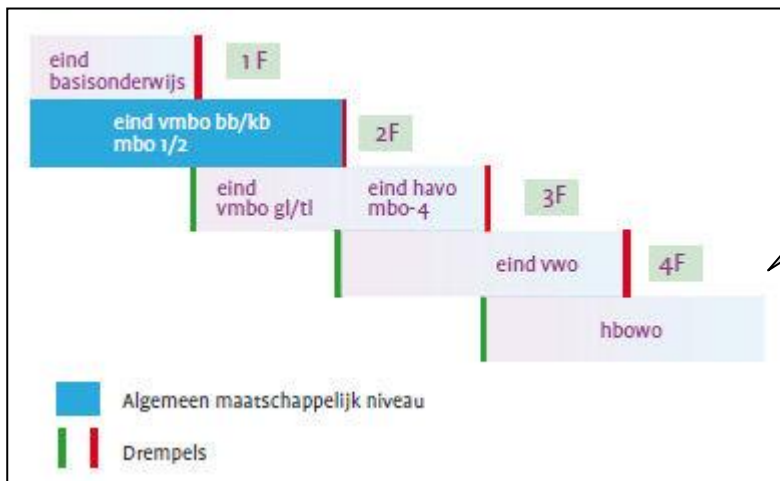 eind
basisonderwijs
1 F
eind vmbo bb/kb
mbo 1/2
2F
eind
vmbo gl/tl
eind havo
mbo-4
3F
eind vwo
4F
hbowo
Algemeen maatschappelijk niveau
Drempels